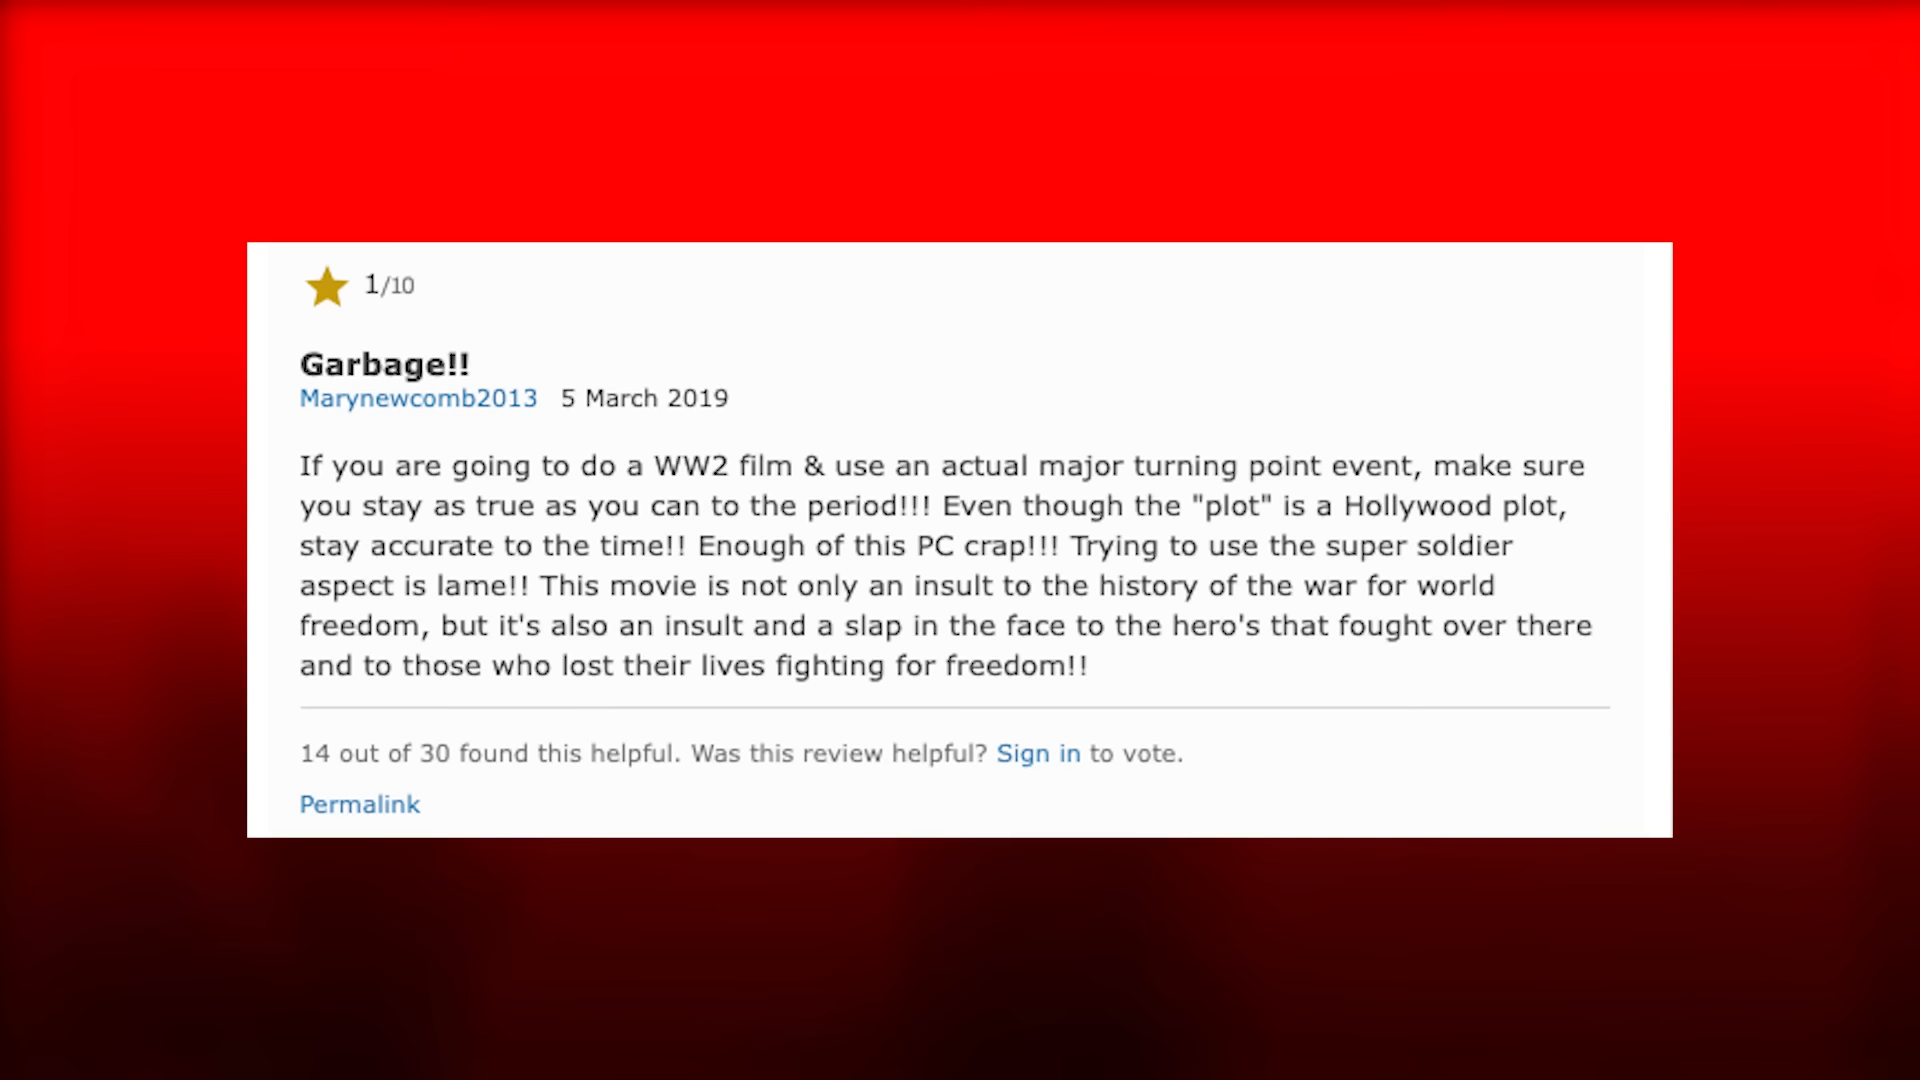 1/10
Garbage!!
Marynewcomb2013 5 March 2019
If you are going to do a WW2 film & use an actual major turning point event, make sure
you stay as true as you can to the period!!! Even though the "plot" is a Hollywood plot,
stay accurate to the time!! Enough of this PC crap!!! Trying to use the super soldier
aspect is lame!! This movie is not only an insult to the history of the war for world
freedom, but it's also an insult and a slap in the face to the hero's that fought over there
and to those who lost their lives fighting for freedom!!
14 out of 30 found this helpful. Was this review helpful? Sign in to vote.
Permalink